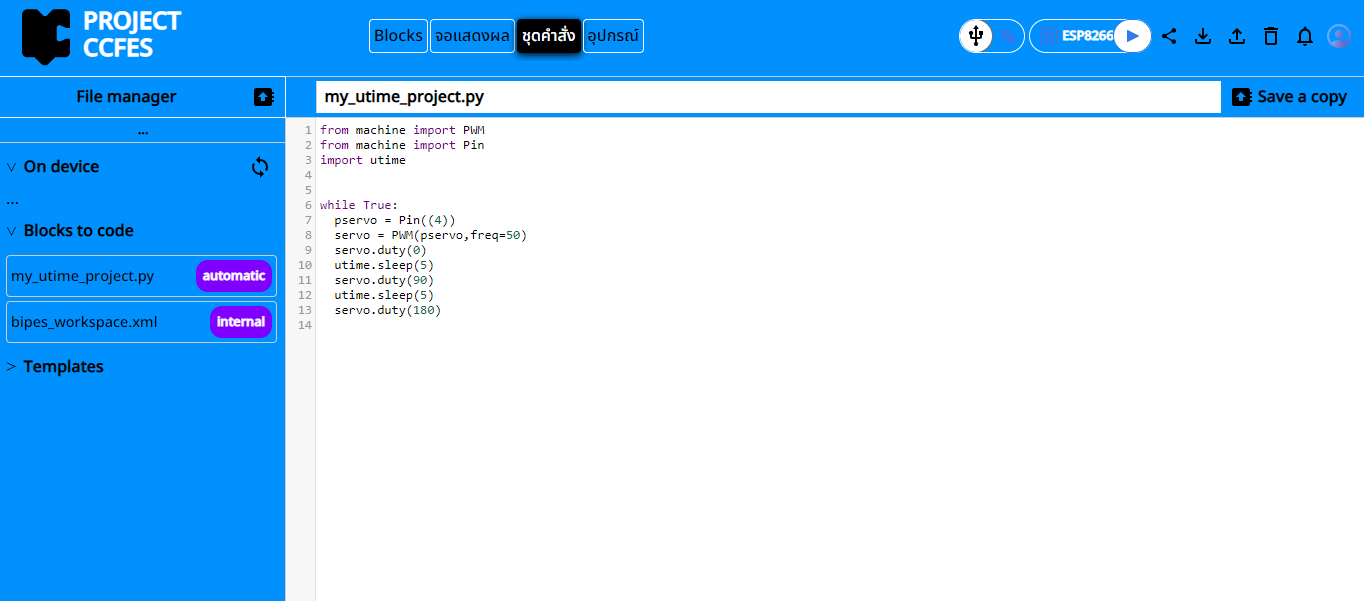 PROJECT
CCFES
Blocks จอแสดงผล ชุดคำสั่ง อุปกรณ์
ESP8266
File manager
...
On device
...
Blocks to code
my_utime_project.py automatic
bipes_workspace.xml internal
Templates
my_utime_project.py Save a copy
1 from machine import PWM
2 from machine import Pin
3 import utime
4
5
6 while True:
7   pservo = Pin((4))
8   servo = PWM(pservo,freq=50)
9   servo.duty(0)
10   utime.sleep(5)
11   servo.duty(90)
12   utime.sleep(5)
13   servo.duty(180)
14